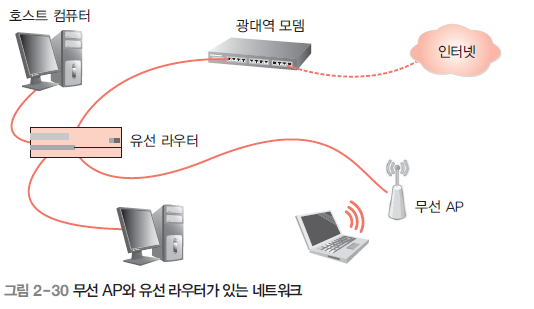 호스트 컴퓨터
광대역 모뎀
인터넷
유선 라우터
무선 AP
그림 2-30 무선 AP와 유선 라우터가 있는 네트워크